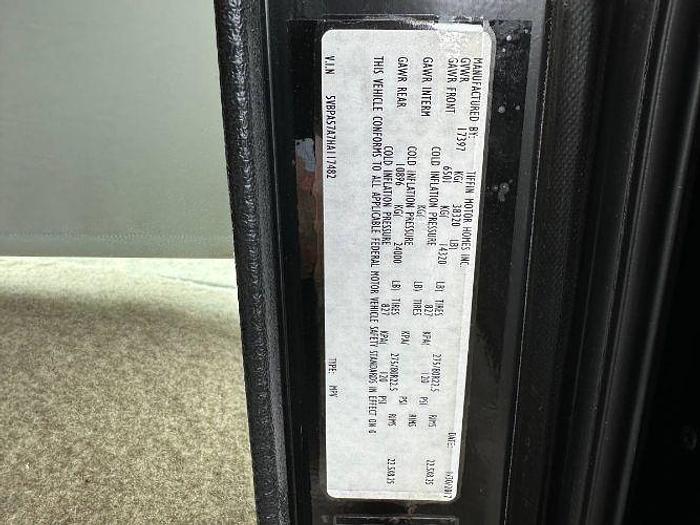 MANUFACTURED BY: TIFFIN MOTOR HOMES INC. DATE:
GVWR 17397 KG( 38320 LB)
GAWR FRONT 6501 KG( 14320 LB) TIRES 275/80R22.5 RIMS 22.5X8.25
COLD INFLATION PRESSURE 827 KPA( 120 PSI
GAWR INTERM KG( LB) TIRES RIMS
COLD INFLATION PRESSURE KPA( PSI
GAWR REAR 10896 KG( 24000 LB) TIRES 275/80R22.5 RIMS 22.5X8.25
COLD INFLATION PRESSURE 827 KPA( 120 PSI
THIS VEHICLE CONFORMS TO ALL APPLICABLE FEDERAL MOTOR VEHICLE SAFETY STANDARDS IN EFFECT ON
V.I.N 5VBPA57A7HA117482 TYPE: MPV